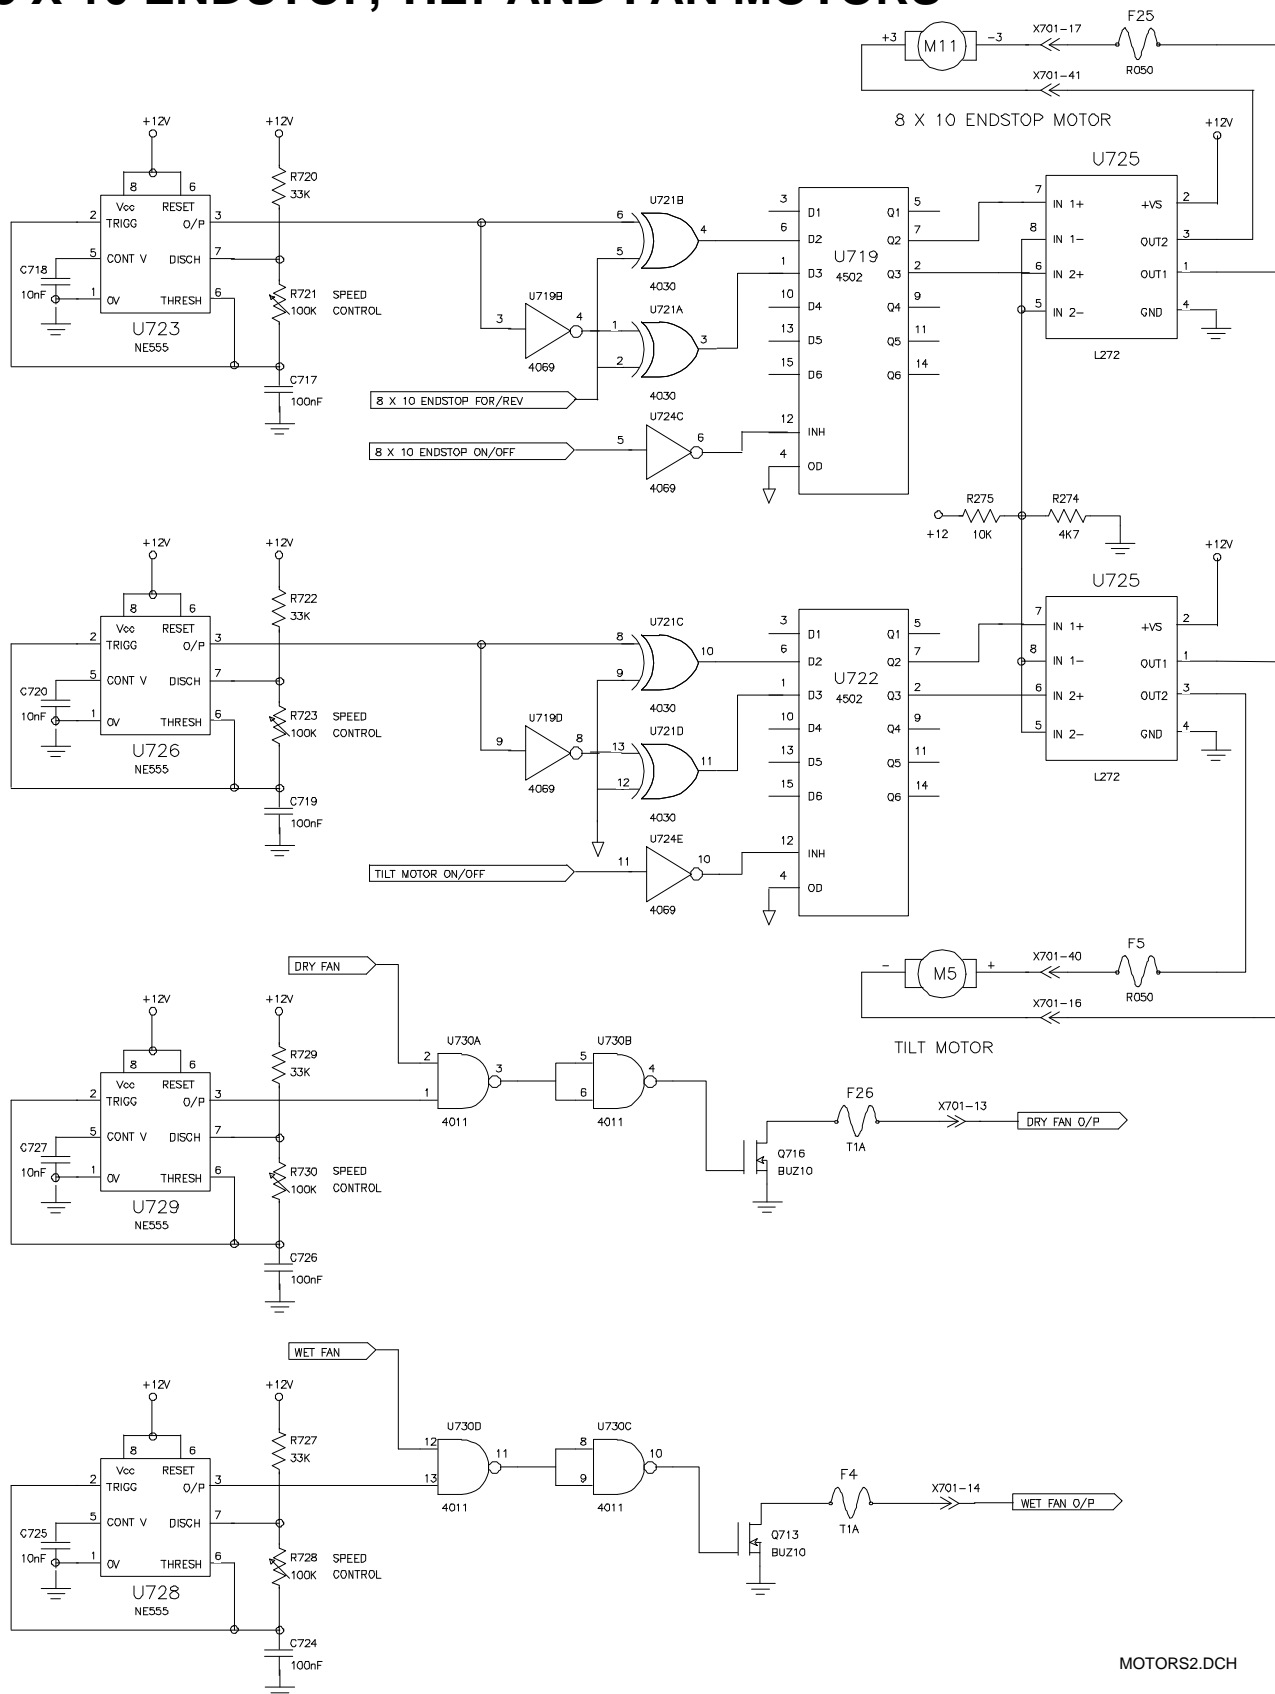 8 X 10 ENDSTOP, TILT AND FAN MOTORS
F25
X701-17
+3
M11
-3
R050
X701-41
8 X 10 ENDSTOP MOTOR
+12V
+12V
+12V
U725
R720
33K
8
6
Vcc
RESET
2
TRIGG
O/P
3
5
CONT V
DISCH
7
C718
10nF
1
0V
THRESH
6
U723
NE555
R721
100K
SPEED
CONTROL
C717
100nF
U721B
6
5
4
4030
U719B
3
4
4069
U721A
1
2
3
4030
8 X 10 ENDSTOP FOR/REV
U724C
8 X 10 ENDSTOP ON/OFF
5
6
4069
3
D1
Q1
5
6
D2
Q2
7
U719
4502
1
D3
Q3
2
10
D4
Q4
9
13
D5
Q5
11
15
D6
Q6
14
12
INH
4
OD
7
IN 1+
+VS
2
8
IN 1-
OUT2
3
6
IN 2+
OUT1
1
5
IN 2-
GND
4
L272
R275
10K
+12
R274
4K7
+12V
+12V
+12V
U725
R722
33K
8
6
Vcc
RESET
2
TRIGG
O/P
3
5
CONT V
DISCH
7
C720
10nF
1
0V
THRESH
6
U726
NE555
R723
100K
SPEED
CONTROL
C719
100nF
U721C
8
9
10
4030
U719D
9
8
4069
U721D
13
12
11
4030
U724E
TILT MOTOR ON/OFF
11
10
4069
3
D1
Q1
5
6
D2
Q2
7
U722
4502
1
D3
Q3
2
10
D4
Q4
9
13
D5
Q5
11
15
D6
Q6
14
12
INH
4
OD
7
IN 1+
+VS
2
8
IN 1-
OUT1
1
6
IN 2+
OUT2
3
5
IN 2-
GND
4
L272
-
M5
+
X701-40
F5
R050
X701-16
TILT MOTOR
DRY FAN
+12V
+12V
R729
33K
8
6
Vcc
RESET
2
TRIGG
O/P
3
5
CONT V
DISCH
7
C727
10nF
1
0V
THRESH
6
U729
NE555
R730
100K
SPEED
CONTROL
C726
100nF
U730A
2
1
3
4011
U730B
5
6
4
4011
Q716
BUZ10
F26
T1A
X701-13
DRY FAN O/P
WET FAN
+12V
+12V
R727
33K
8
6
Vcc
RESET
2
TRIGG
O/P
3
5
CONT V
DISCH
7
C725
10nF
1
0V
THRESH
6
U728
NE555
R728
100K
SPEED
CONTROL
C724
100nF
U730D
12
13
11
4011
U730C
8
9
10
4011
Q713
BUZ10
F4
T1A
X701-14
WET FAN O/P
MOTORS2.DCH